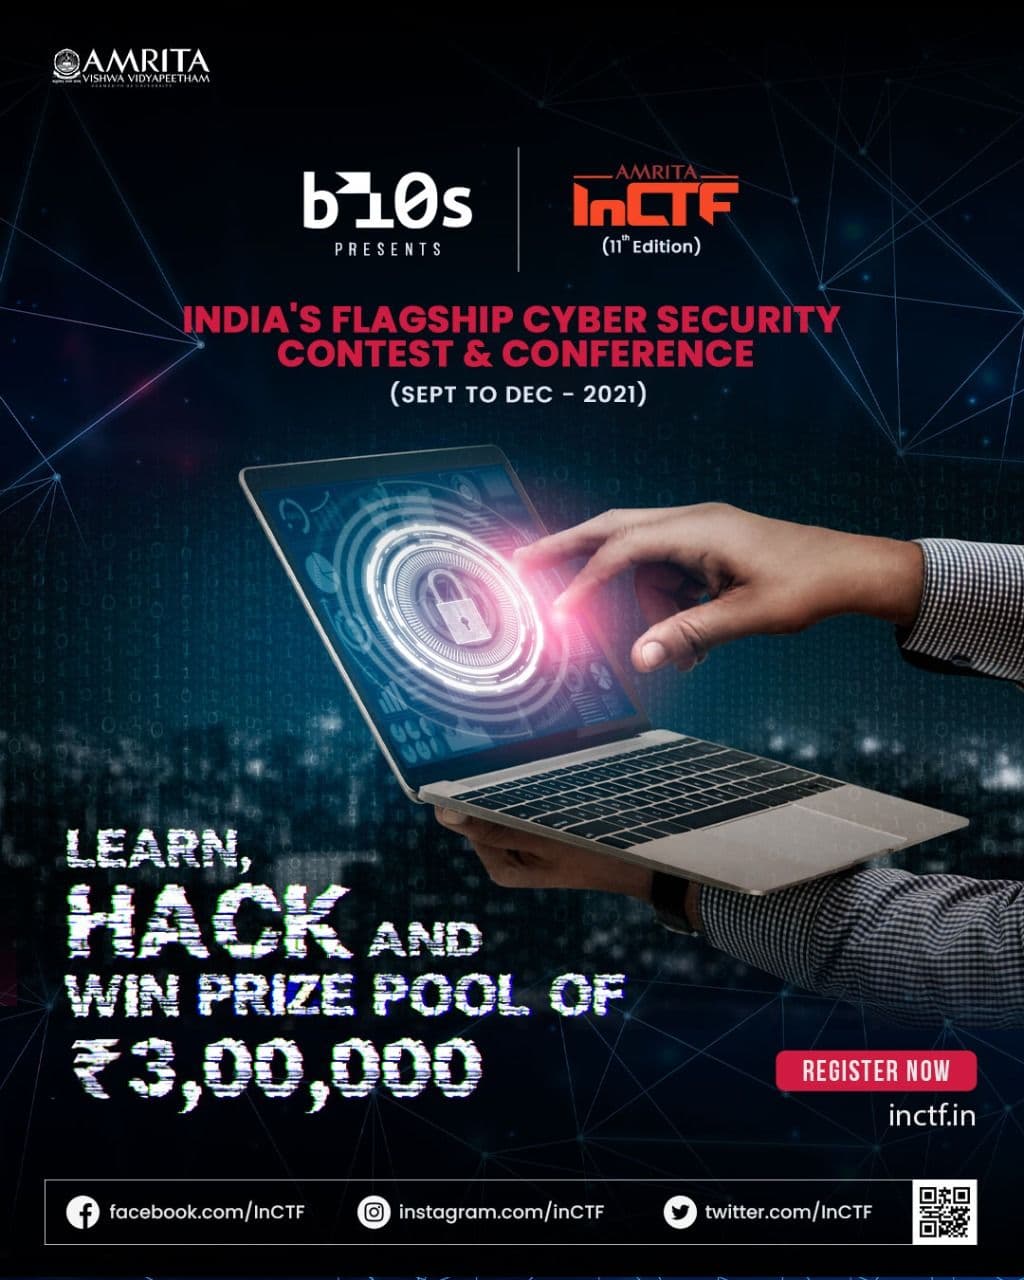 AMRITA
VISHWA VIDYAPEETHAM
bi0s
PRESENTS
AMRITA
InCTF
(11th Edition)
INDIA'S FLAGSHIP CYBER SECURITY
CONTEST & CONFERENCE
(SEPT TO DEC - 2021)
LEARN,
HACK AND
WIN PRIZE POOL OF
₹3,00,000
REGISTER NOW
inctf.in
facebook.com/InCTF
instagram.com/inCTF
twitter.com/InCTF